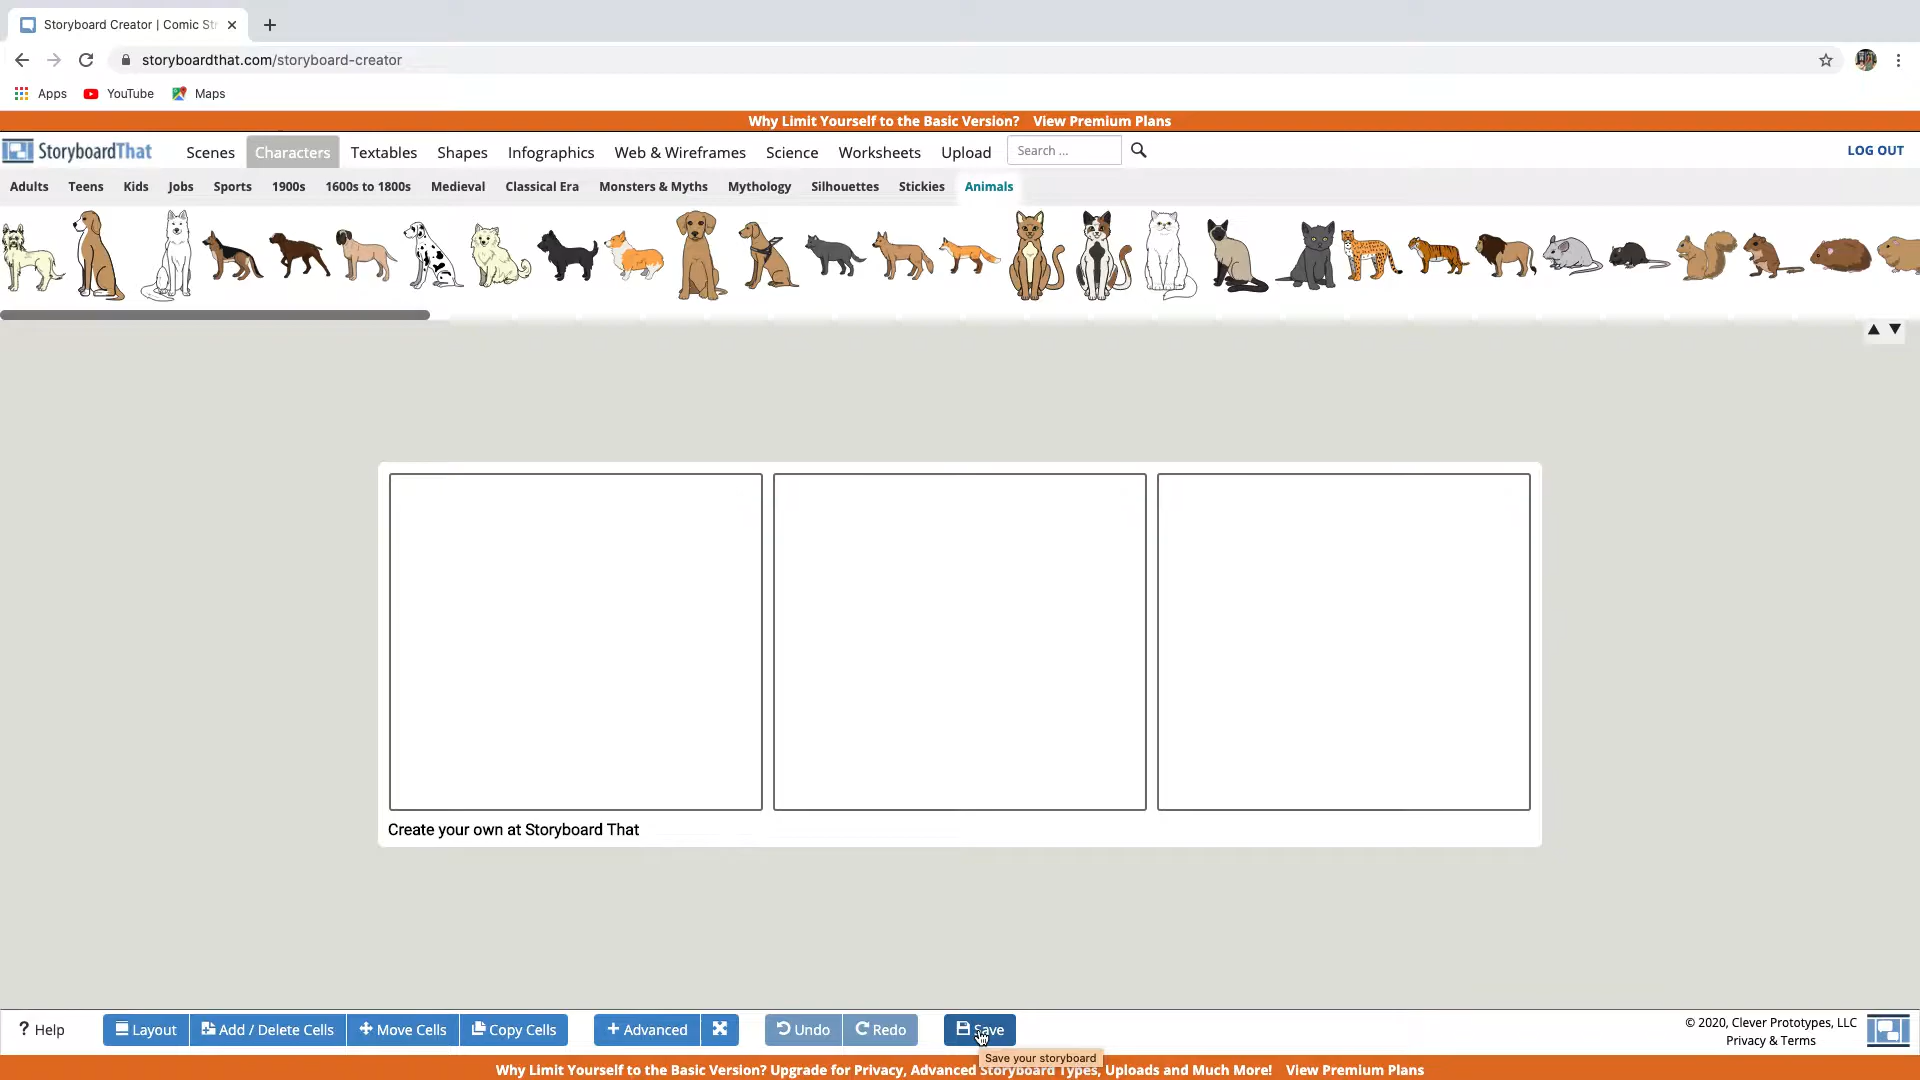 Storyboard Creator | Comic Str
storyboardthat.com/storyboard-creator
Apps YouTube Maps
Why Limit Yourself to the Basic Version? View Premium Plans
StoryboardThat Scenes Characters Textables Shapes Infographics Web & Wireframes Science Worksheets Upload Search ... LOG OUT
Adults Teens Kids Jobs Sports 1900s 1600s to 1800s Medieval Classical Era Monsters & Myths Mythology Silhouettes Stickies Animals
Create your own at Storyboard That
? Help Layout Add / Delete Cells Move Cells Copy Cells + Advanced Undo Redo Save
© 2020, Clever Prototypes, LLC
Privacy & Terms
Save your storyboard
Why Limit Yourself to the Basic Version? Upgrade for Privacy, Advanced Storyboard Types, Uploads and Much More! View Premium Plans